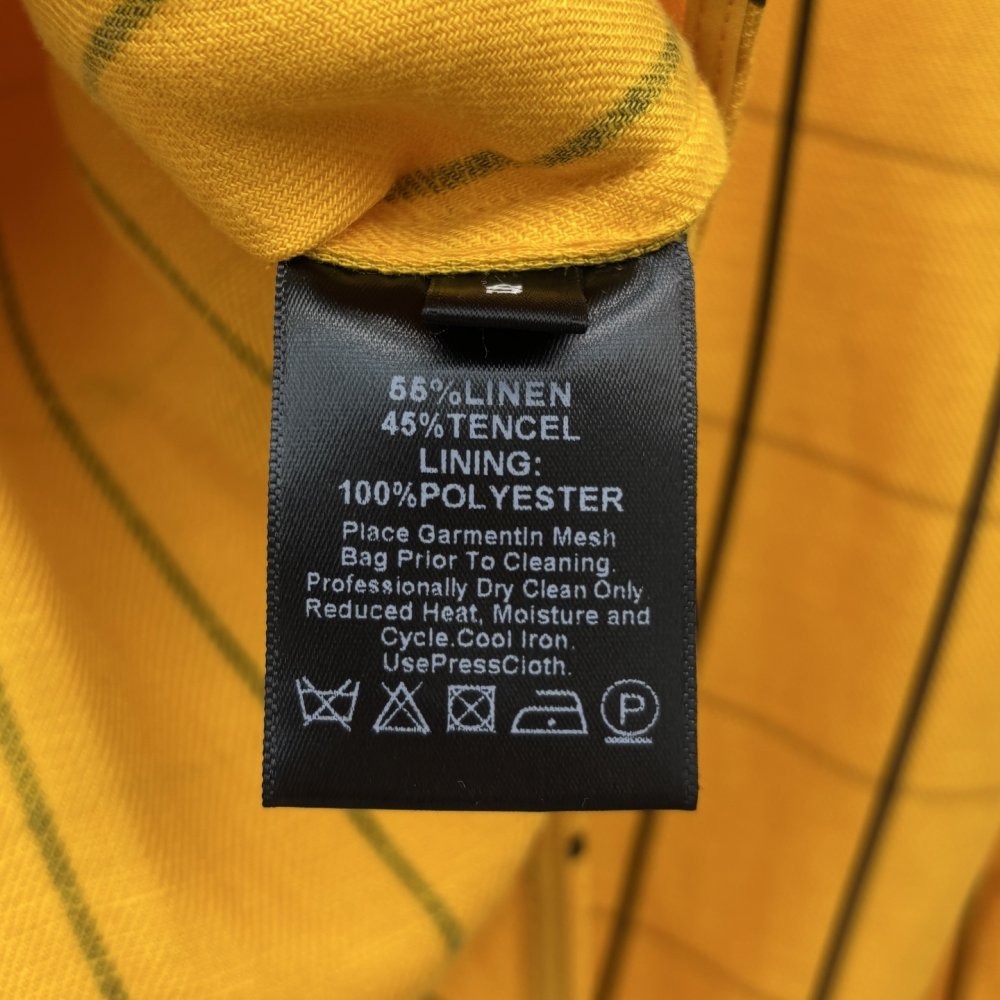 55%LINEN
45%TENCEL
LINING:
100%POLYESTER
Place GarmentIn Mesh
Bag Prior To Cleaning.
Professionally Dry Clean Only.
Reduced Heat, Moisture and
Cycle.Cool Iron.
UsePressCloth.
P